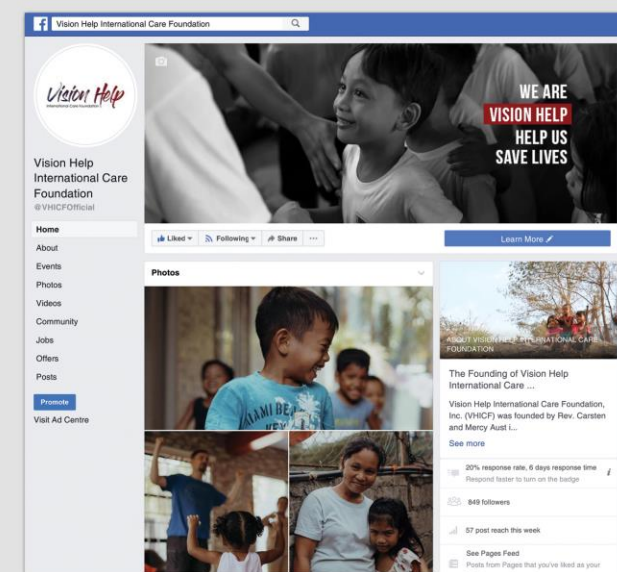 f Vision Help International Care Foundation
Vision Help
International Care Foundation
WE ARE
VISION HELP
HELP US
SAVE LIVES
Vision Help
International Care
Foundation
@VHICFOfficial
Home
About
Events
Photos
Videos
Community
Jobs
Offers
Posts
Promote
Visit Ad Centre
Liked Following Share ...
Learn More
Photos
MIAMI BE
ABOUT VISION HELP INTERNATIONAL CARE
FOUNDATION
The Founding of Vision Help
International Care ...
Vision Help International Care Foundation,
Inc. (VHICF) was founded by Rev. Carsten
and Mercy Aust i...
See more
20% response rate, 6 days response time i
Respond faster to turn on the badge
849 followers
57 post reach this week
See Pages Feed
Posts from Pages that you've liked as your